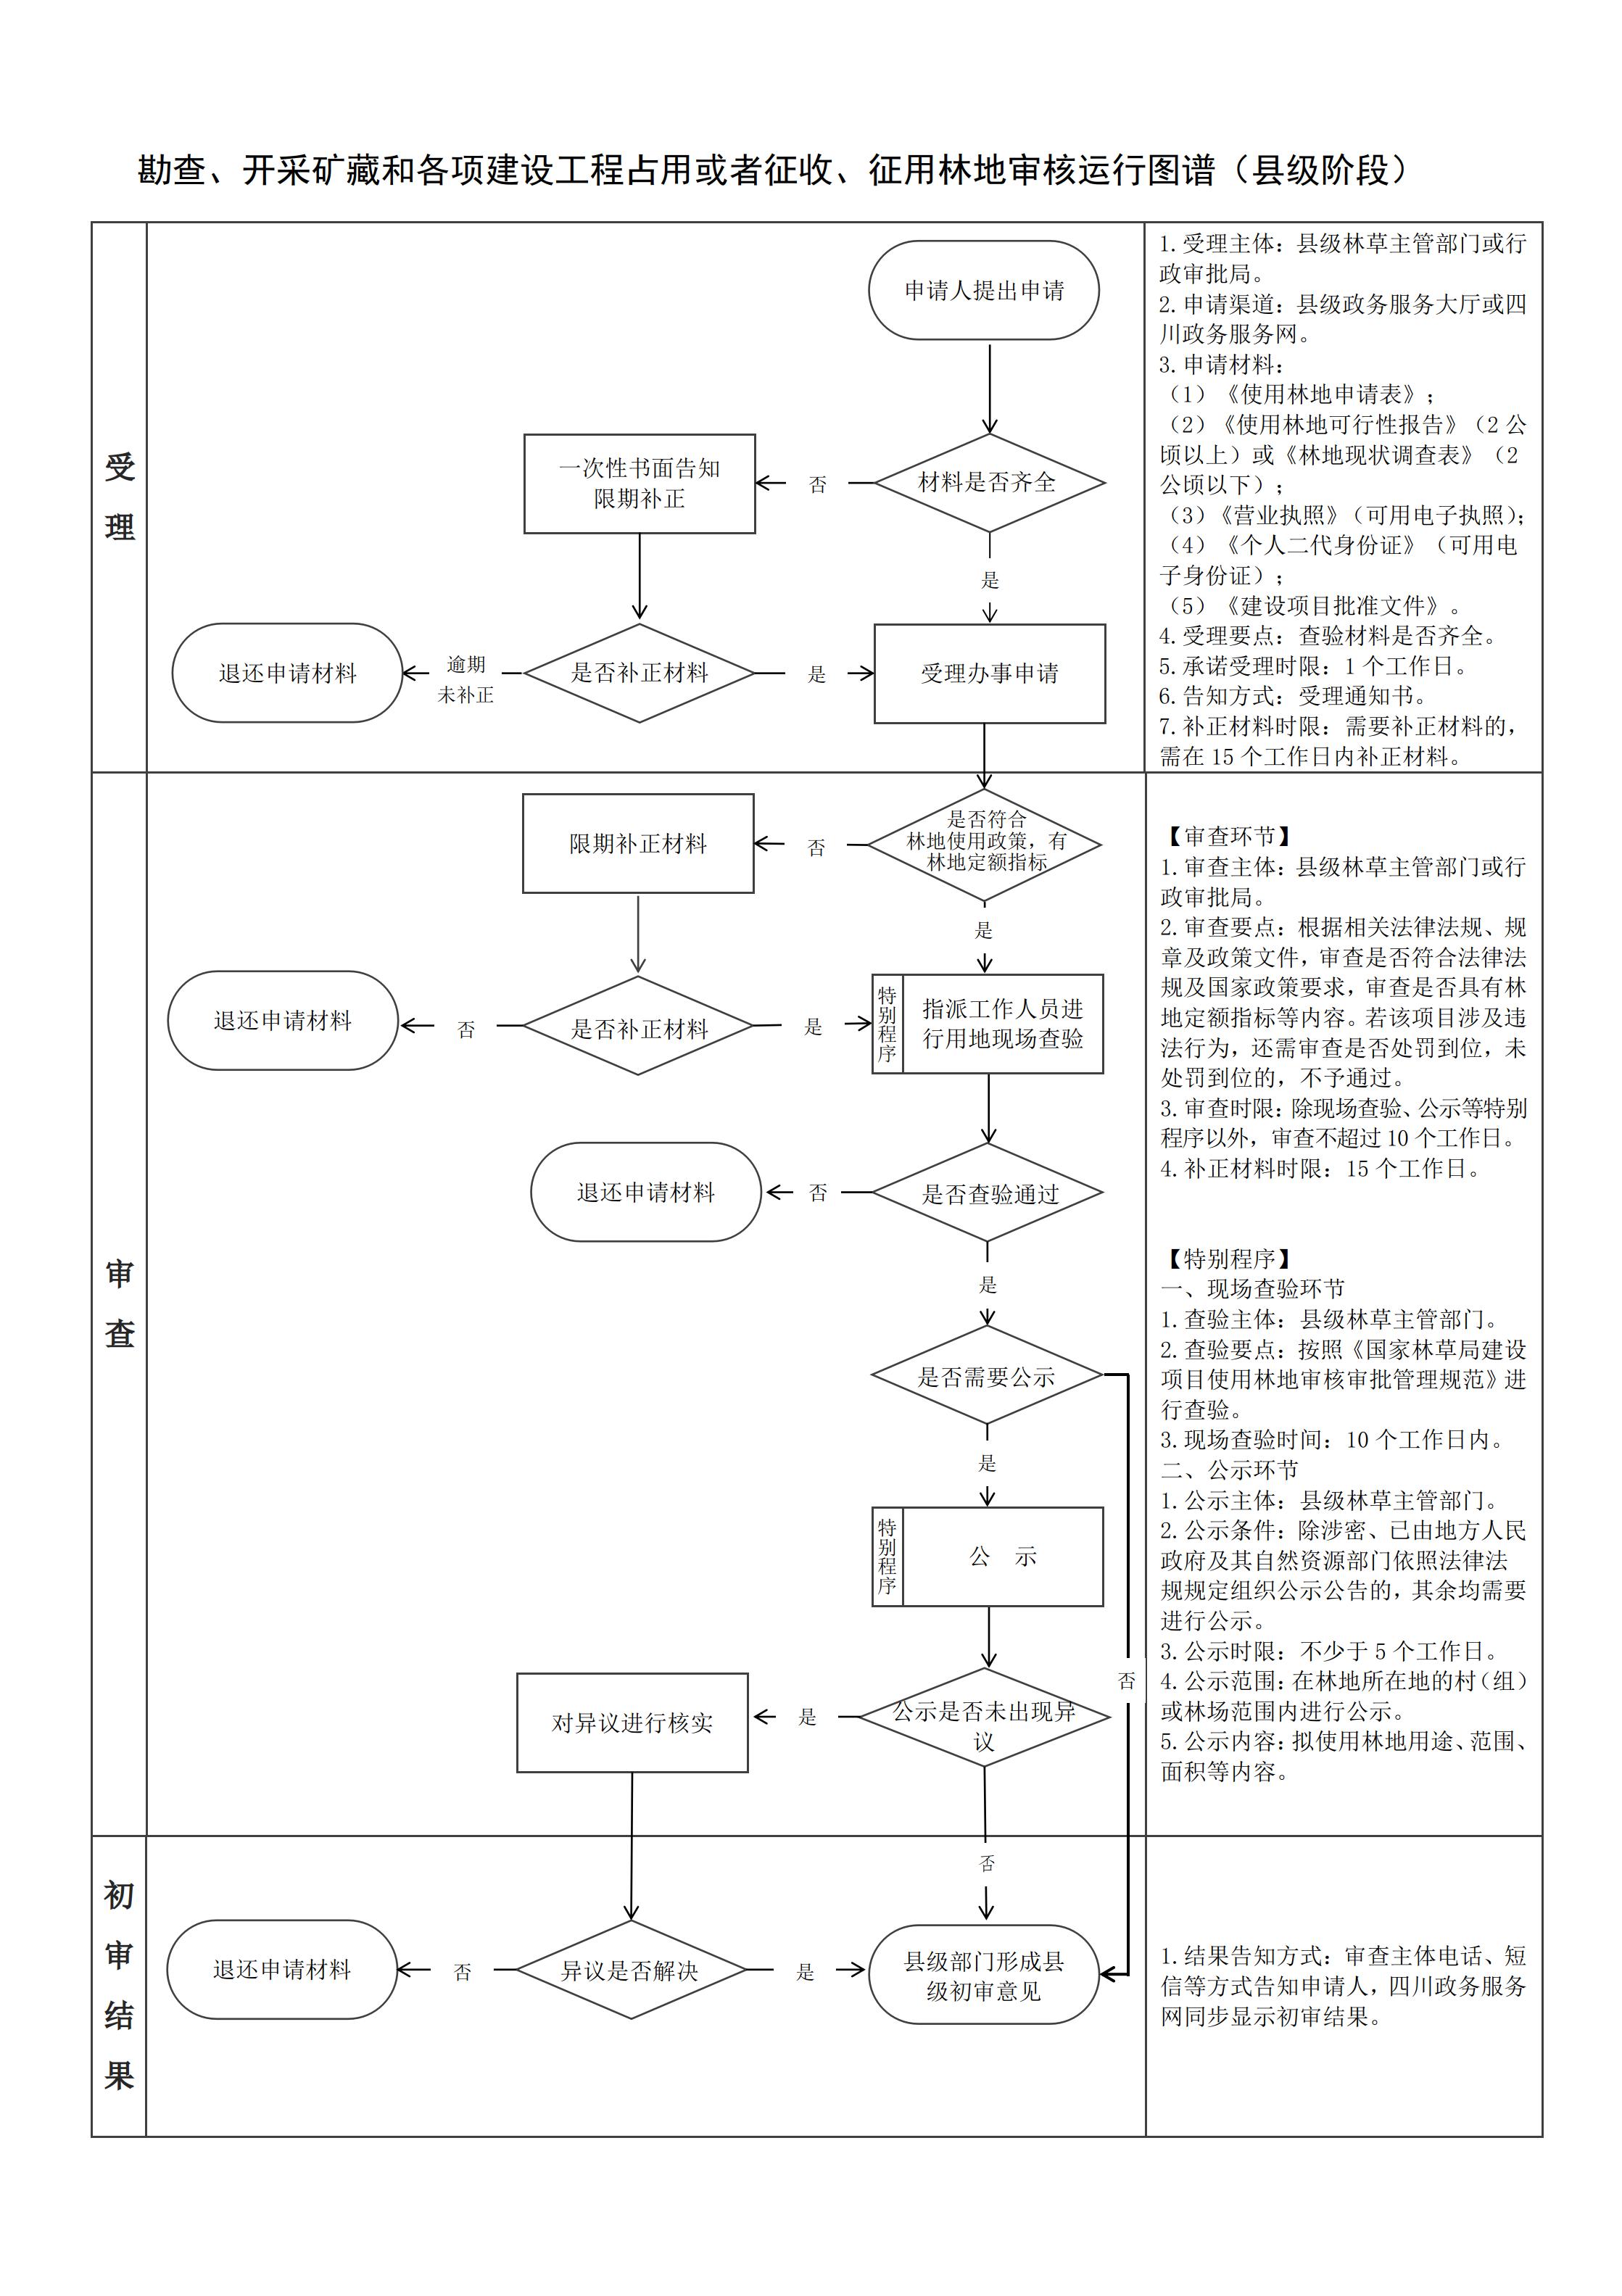 勘查、开采矿藏和各项建设工程占用或者征收、征用林地审核运行图谱（县级阶段）
受
理
申请人提出申请
材料是否齐全
否
一次性书面告知
限期补正
是
退还申请材料
逾期
未补正
是否补正材料
是
受理办事申请
1.受理主体：县级林草主管部门或行
政审批局。
2.申请渠道：县级政务服务大厅或四
川政务服务网。
3.申请材料：
（1）《使用林地申请表》；
（2）《使用林地可行性报告》（2 公
顷以上）或《林地现状调查表》（2
公顷以下）；
（3）《营业执照》（可用电子执照）；
（4）《个人二代身份证》（可用电
子身份证）；
（5）《建设项目批准文件》。
4.受理要点：查验材料是否齐全。
5.承诺受理时限：1 个工作日。
6.告知方式：受理通知书。
7.补正材料时限：需要补正材料的，
需在 15 个工作日内补正材料。
审
查
是否符合
林地使用政策，有
林地定额指标
否
限期补正材料
是
退还申请材料
否
是否补正材料
是
特别程序
指派工作人员进
行用地现场查验
退还申请材料
否
是否查验通过
是
是否需要公示
是
特别程序
公 示
否
对异议进行核实
是
公示是否未出现异
议
【审查环节】
1.审查主体：县级林草主管部门或行
政审批局。
2.审查要点：根据相关法律法规、规
章及政策文件，审查是否符合法律法
规及国家政策要求，审查是否具有林
地定额指标等内容。若该项目涉及违
法行为，还需审查是否处罚到位，未
处罚到位的，不予通过。
3.审查时限：除现场查验、公示等特别
程序以外，审查不超过 10 个工作日。
4.补正材料时限：15 个工作日。
【特别程序】
一、现场查验环节
1.查验主体：县级林草主管部门。
2.查验要点：按照《国家林草局建设
项目使用林地审核审批管理规范》进
行查验。
3.现场查验时间：10 个工作日内。
二、公示环节
1.公示主体：县级林草主管部门。
2.公示条件：除涉密、已由地方人民
政府及其自然资源部门依照法律法
规规定组织公示公告的，其余均需要
进行公示。
3.公示时限：不少于 5 个工作日。
4.公示范围：在林地所在地的村（组）
或林场范围内进行公示。
5.公示内容：拟使用林地用途、范围、
面积等内容。
初
审
结
果
否
退还申请材料
否
异议是否解决
是
县级部门形成县
级初审意见
1.结果告知方式：审查主体电话、短
信等方式告知申请人，四川政务服务
网同步显示初审结果。